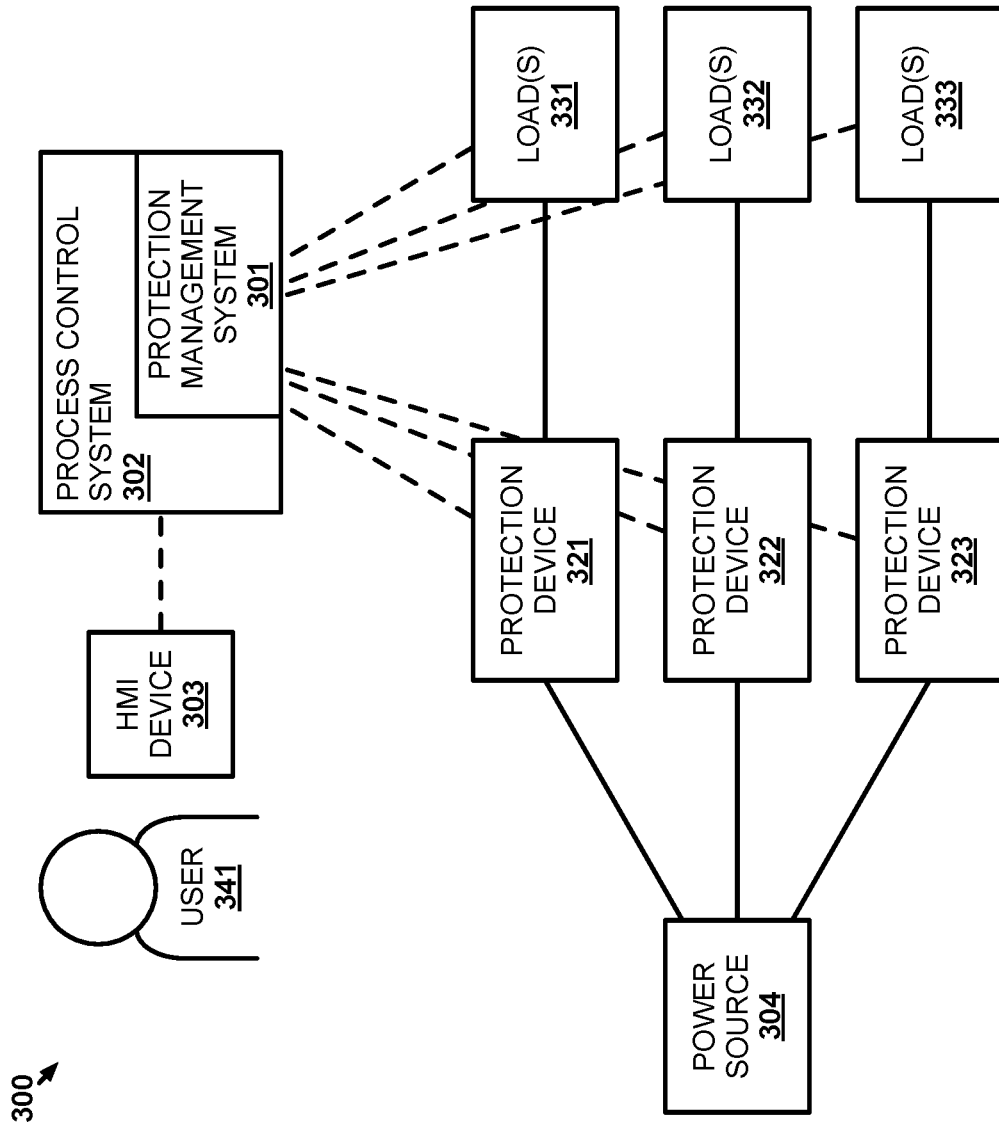 300
USER
341
HMI
DEVICE
303
PROCESS CONTROL
SYSTEM
302
PROTECTION
MANAGEMENT
SYSTEM
301
POWER
SOURCE
304
PROTECTION
DEVICE
321
LOAD(S)
331
PROTECTION
DEVICE
322
LOAD(S)
332
PROTECTION
DEVICE
323
LOAD(S)
333